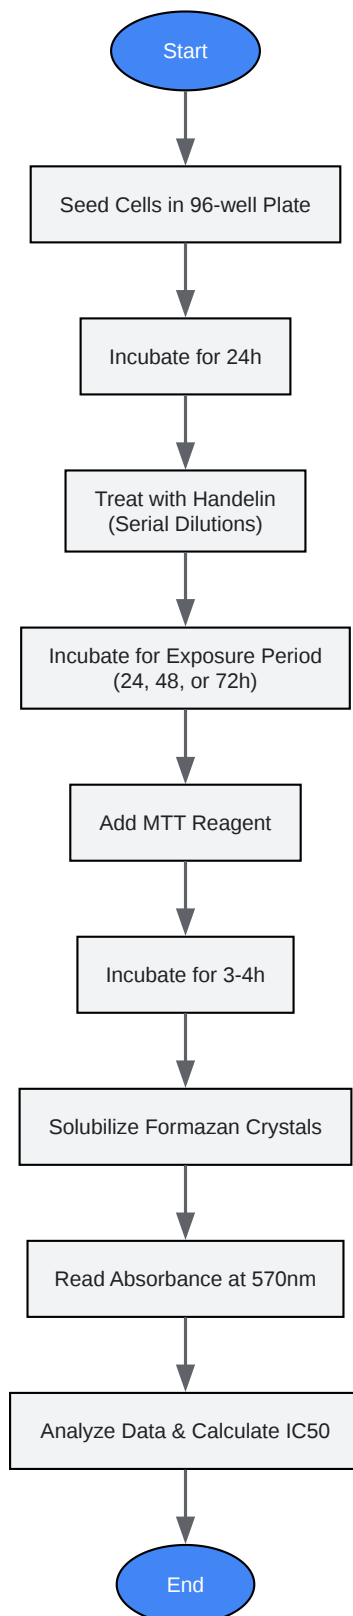 Start
Seed Cells in 96-well Plate
Incubate for 24h
Treat with Handelin
(Serial Dilutions)
Incubate for Exposure Period
(24, 48, or 72h)
Add MTT Reagent
Incubate for 3-4h
Solubilize Formazan Crystals
Read Absorbance at 570nm
Analyze Data & Calculate IC50
End